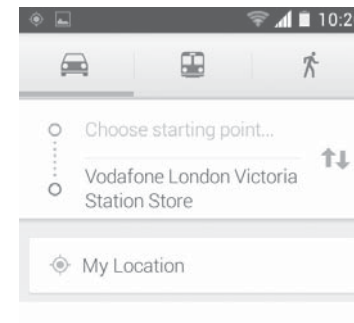 10:2
Choose starting point...
Vodafone London Victoria
Station Store
My Location